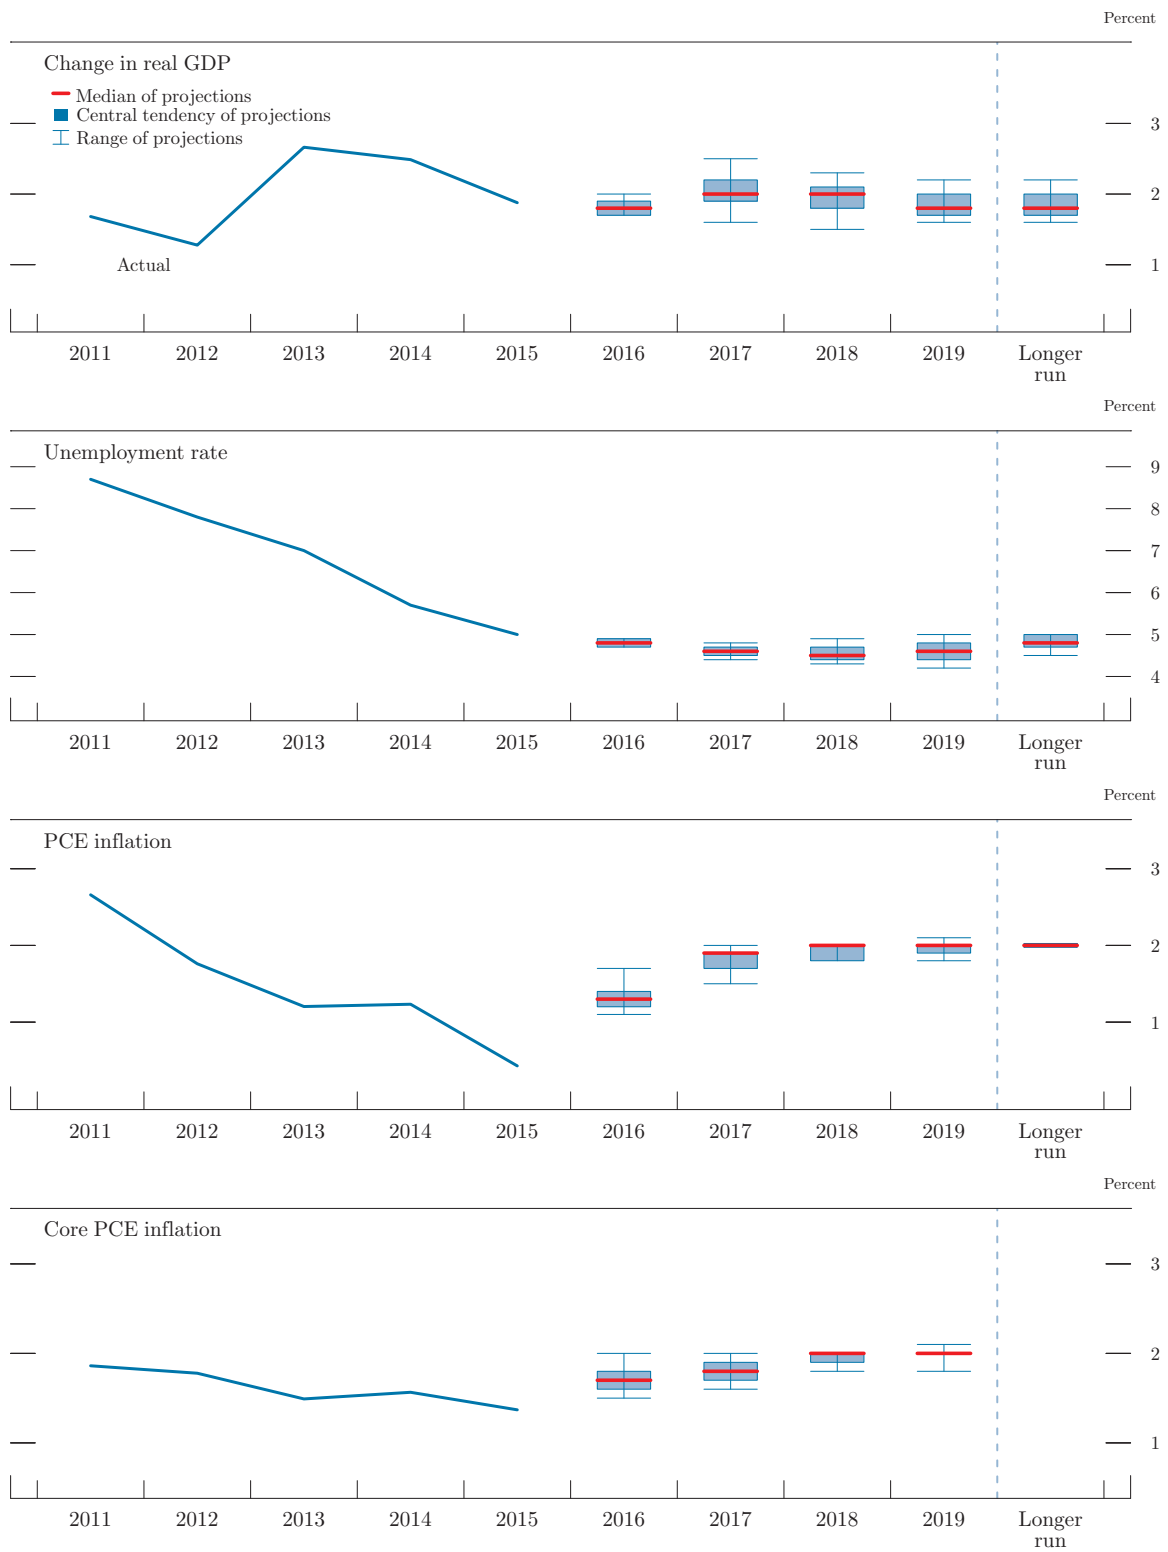 Percent
Change in real GDP
Median of projections
Central tendency of projections
Range of projections
3
2
1
Actual
2011 2012 2013 2014 2015 2016 2017 2018 2019 Longer
run
Percent
Unemployment rate
9
8
7
6
5
4
2011 2012 2013 2014 2015 2016 2017 2018 2019 Longer
run
Percent
PCE inflation
3
2
1
2011 2012 2013 2014 2015 2016 2017 2018 2019 Longer
run
Percent
Core PCE inflation
3
2
1
2011 2012 2013 2014 2015 2016 2017 2018 2019 Longer
run